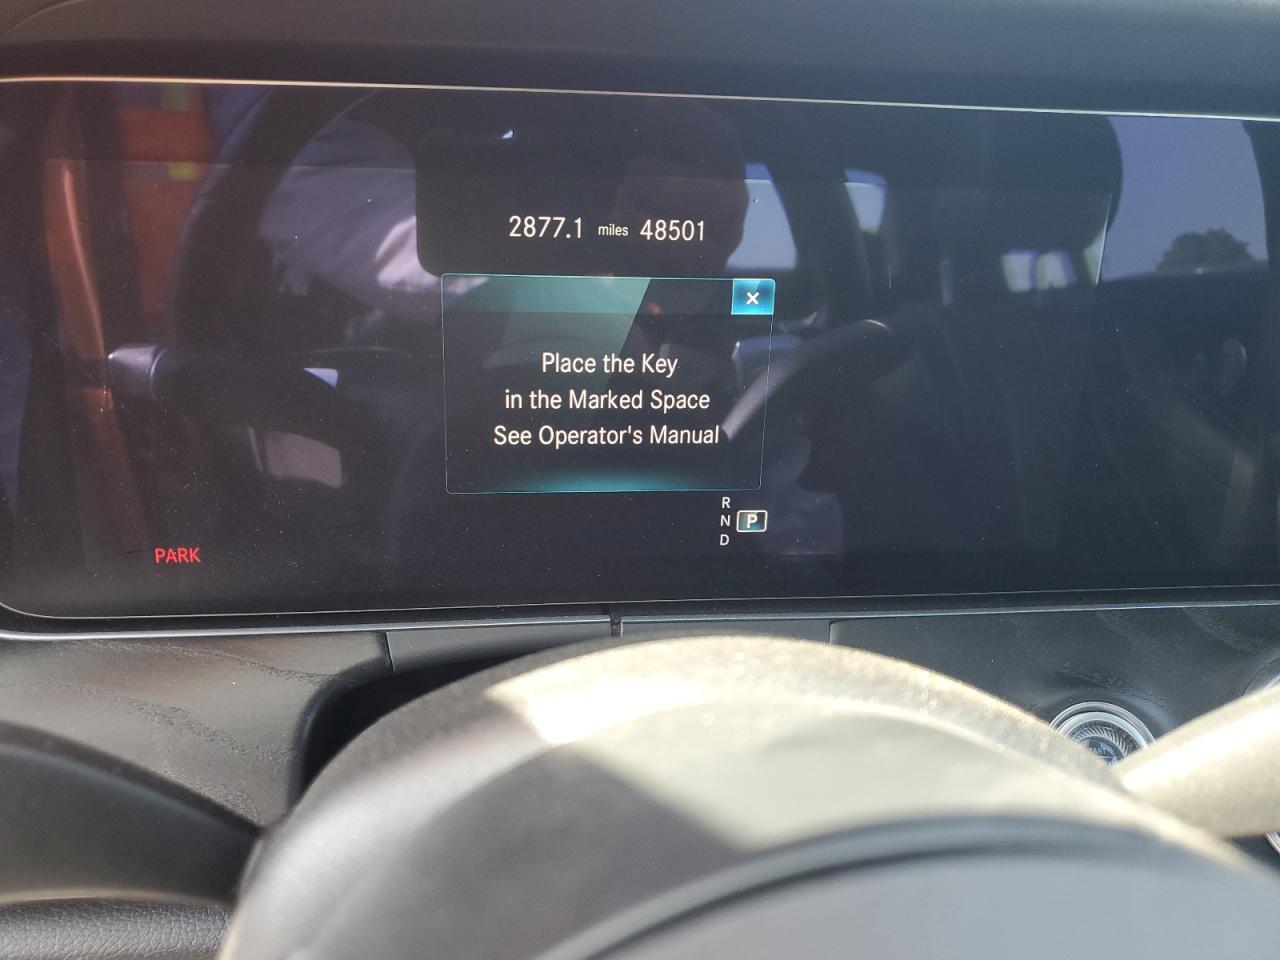 2877.1 miles 48501
×
Place the Key
in the Marked Space
See Operator's Manual
R
N P
D
PARK